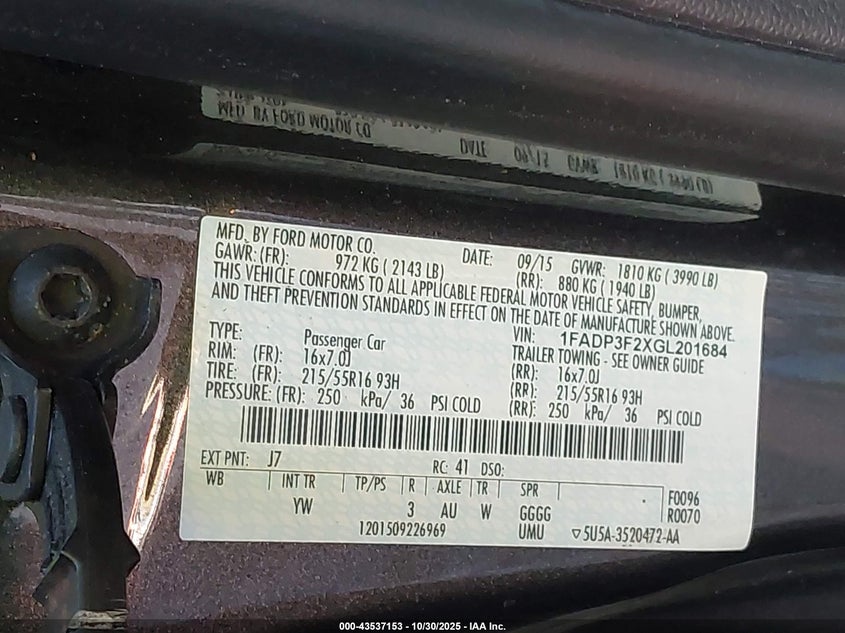 MFD. BY FORD MOTOR CO.
DATE: 09/15 GVWR: 1810 KG ( 3990 LB)
GAWR: (FR): 972 KG ( 2143 LB) (RR): 880 KG ( 1940 LB)
THIS VEHICLE CONFORMS TO ALL APPLICABLE FEDERAL MOTOR VEHICLE SAFETY, BUMPER,
AND THEFT PREVENTION STANDARDS IN EFFECT ON THE DATE OF MANUFACTURE SHOWN ABOVE.
VIN: 1FADP3F2XGL201684
TYPE: Passenger Car TRAILER TOWING - SEE OWNER GUIDE
RIM: (FR): 16x7.0J (RR): 16x7.0J
TIRE: (FR): 215/55R16 93H (RR): 215/55R16 93H
PRESSURE: (FR): 250 kPa/ 36 PSI COLD (RR): 250 kPa/ 36 PSI COLD
EXT PNT: J7 RC: 41 DSO:
WB INT TR TP/PS R AXLE TR SPR F0096
YW 3 AU W GGGG R0070
1201509226969 UMU ▽5U5A-3520472-AA
000-43537153 - 10/30/2025 - IAA Inc.